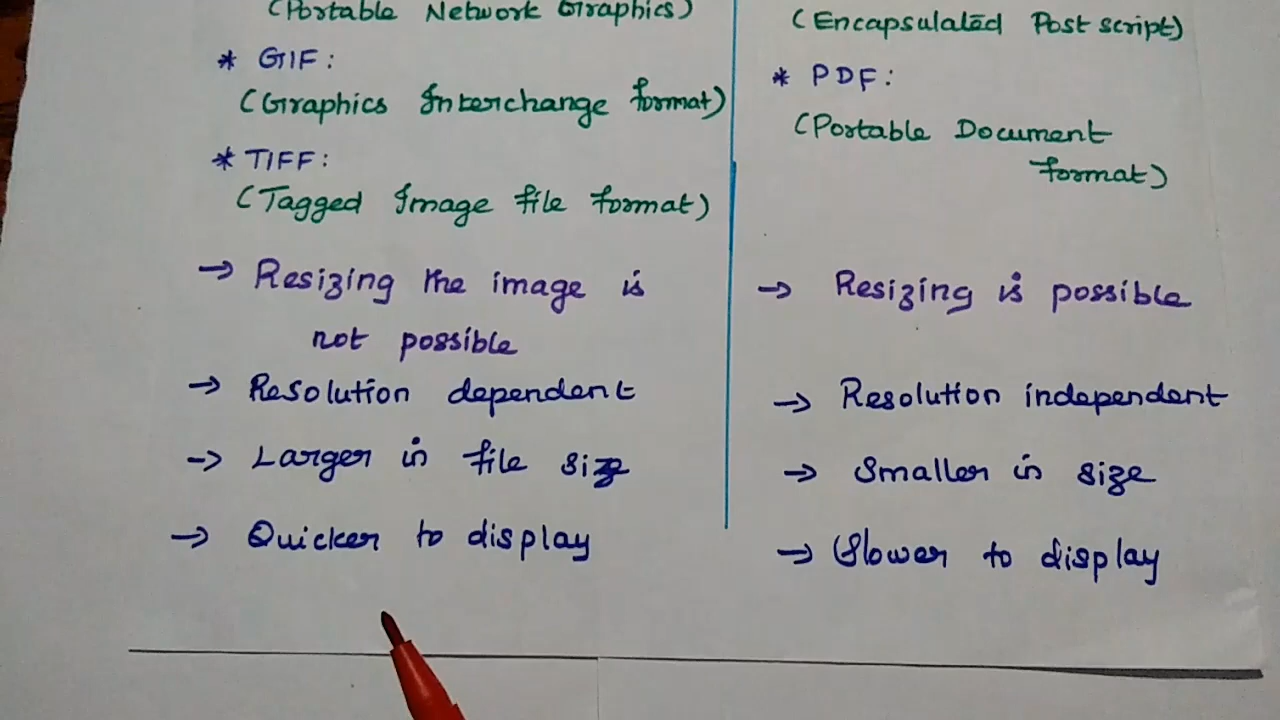 (Portable Network Graphics)
* GIF:
(Graphics Interchange format)
* TIFF:
(Tagged Image file format)
→ Resizing the image is
not possible
→ Resolution dependent
→ Larger in file size
→ Quicker to display
(Encapsulated Post script)
* PDF:
(Portable Document
format)
→ Resizing is possible
→ Resolution independent
→ Smaller in size
→ Slower to display